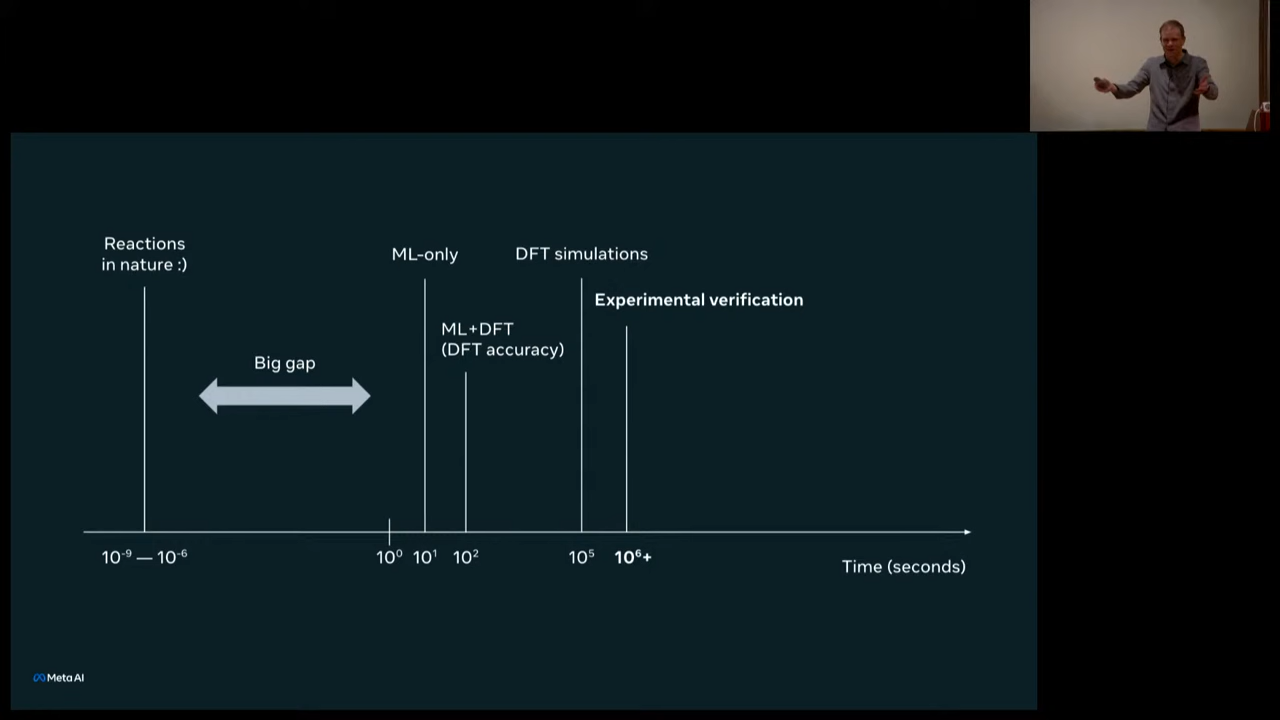 Reactions
in nature :)
ML-only
DFT simulations
Experimental verification
ML+DFT
(DFT accuracy)
Big gap
10⁻⁹ — 10⁻⁶
10⁰
10¹
10²
10⁵
10⁶+
Time (seconds)
Meta AI